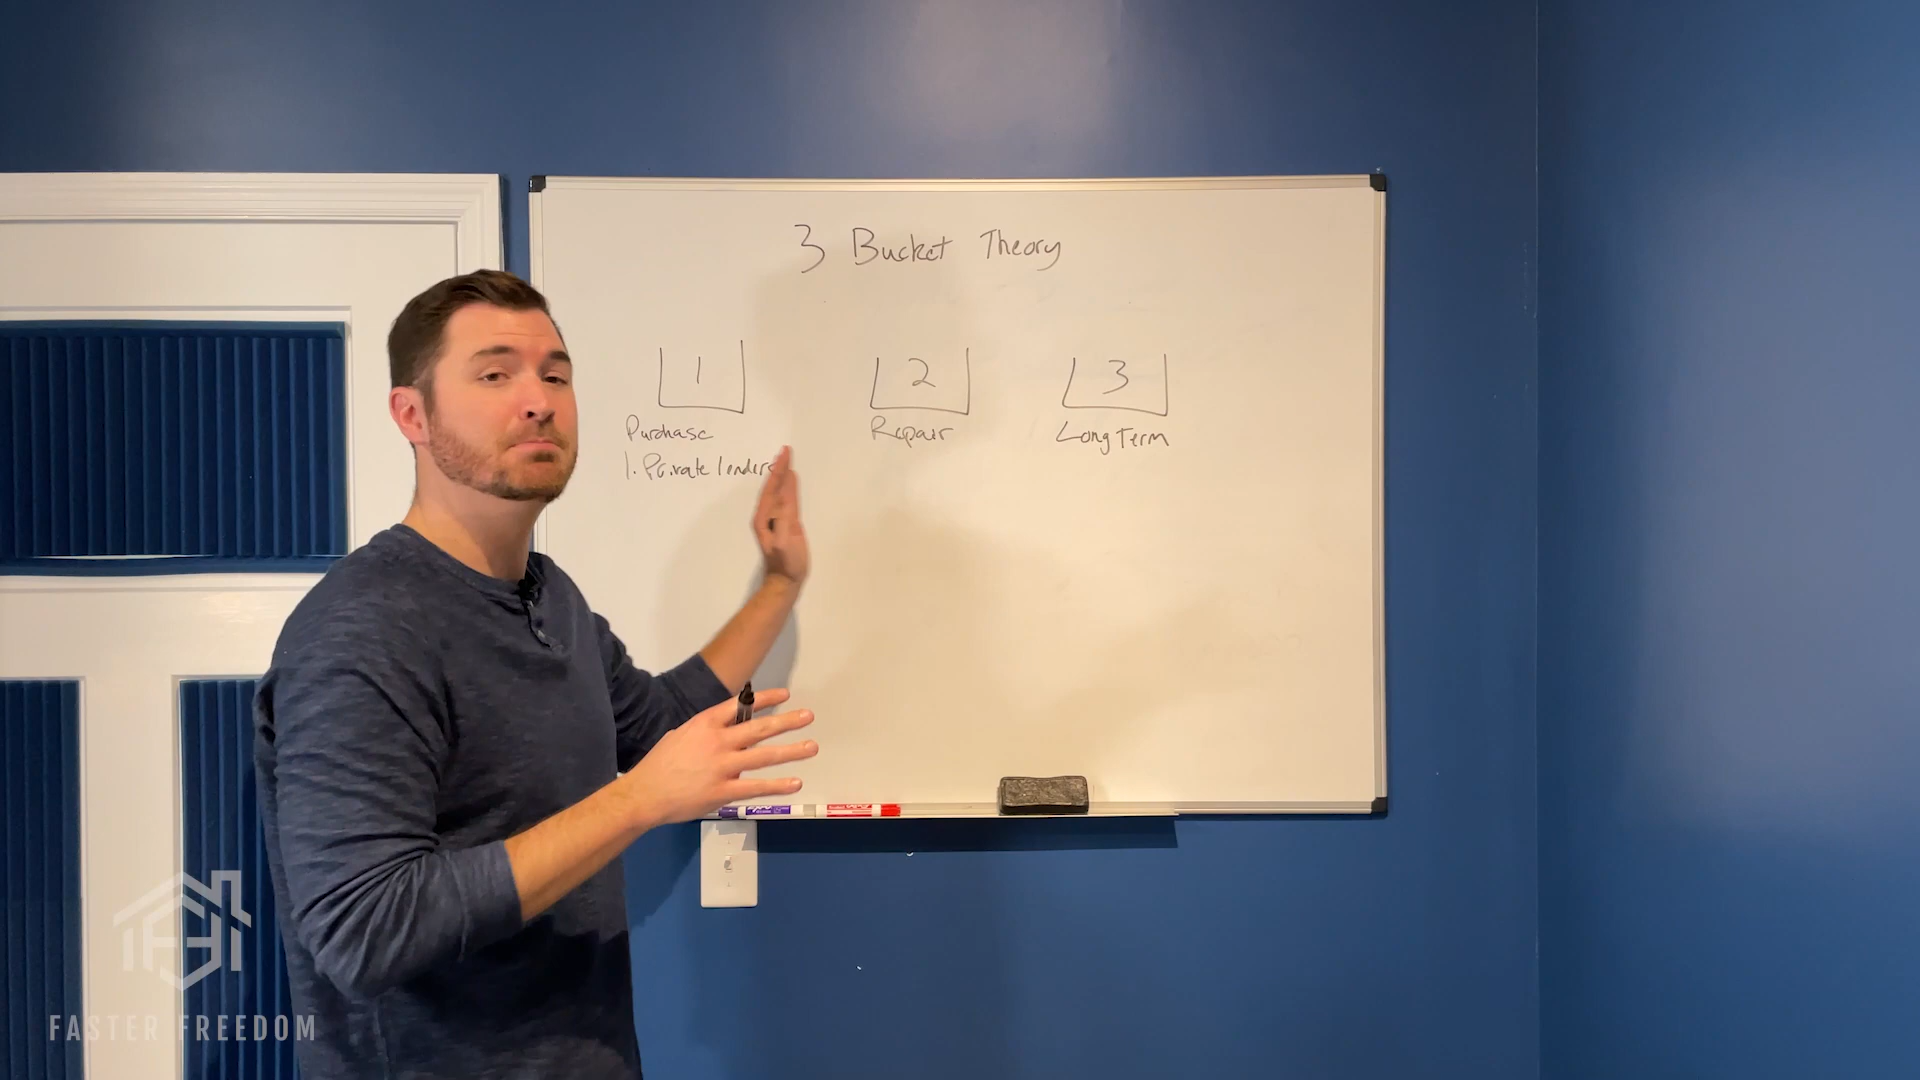 3 Bucket Theory
1
2
3
Purchase
Repair
Long Term
1. Private lenders
FASTER FREEDOM